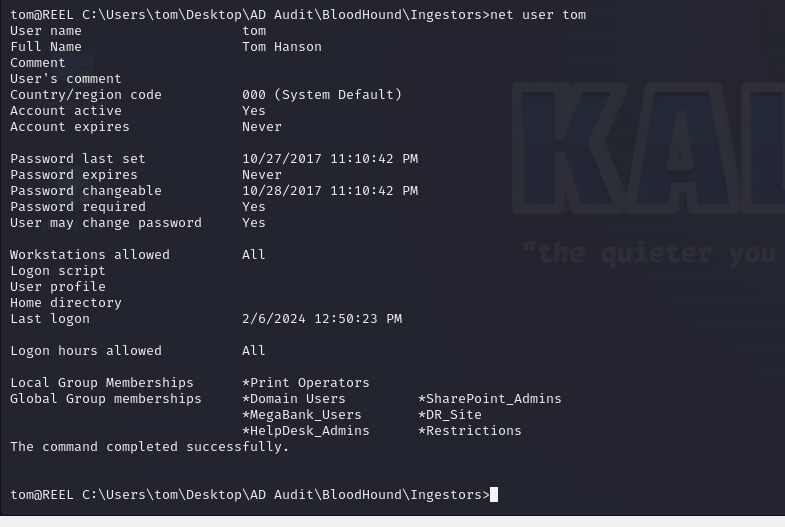 tom@REEL C:\Users\tom\Desktop\AD Audit\BloodHound\Ingestors>net user tom
User name                    tom
Full Name                    Tom Hanson
Comment
User's comment
Country/region code          000 (System Default)
Account active               Yes
Account expires              Never

Password last set            10/27/2017 11:10:42 PM
Password expires             Never
Password changeable          10/28/2017 11:10:42 PM
Password required            Yes
User may change password     Yes

Workstations allowed         All
Logon script
User profile
Home directory
Last logon                   2/6/2024 12:50:23 PM

Logon hours allowed          All

Local Group Memberships      *Print Operators
Global Group memberships     *Domain Users         *SharePoint_Admins
                             *MegaBank_Users       *DR_Site
                             *HelpDesk_Admins      *Restrictions
The command completed successfully.

tom@REEL C:\Users\tom\Desktop\AD Audit\BloodHound\Ingestors>
KAL
"the quieter you